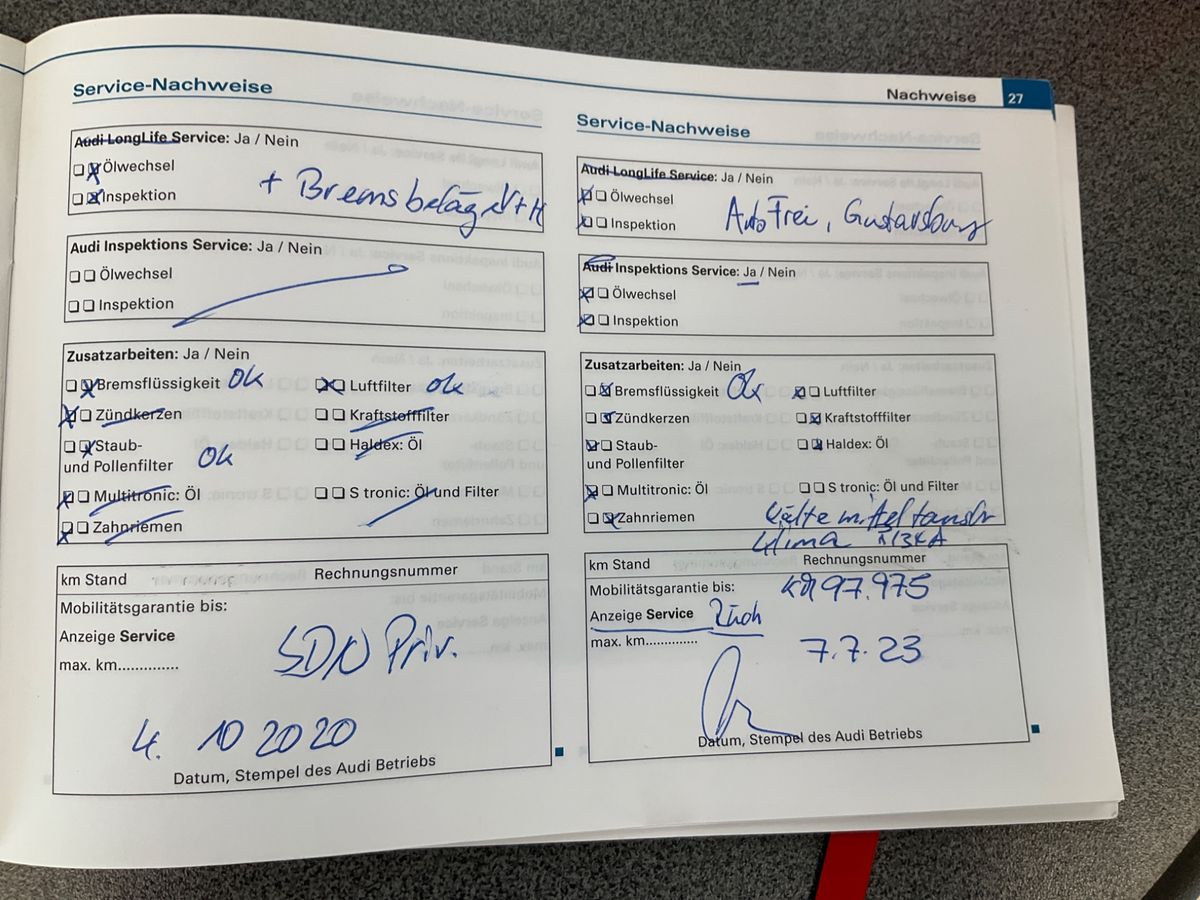 Nachweise 27
Service-Nachweise
Audi LongLife Service: Ja / Nein
Ölwechsel
Inspektion
+ Bremsbeläg V+H
Audi Inspektions Service: Ja / Nein
Ölwechsel
Inspektion
Zusatzarbeiten: Ja / Nein
Bremsflüssigkeit Ok
Luftfilter Ok
Zündkerzen
Kraftstofffilter
Staub-
und Pollenfilter Ok
Haldex: Öl
Multitronic: Öl
S tronic: Öl und Filter
Zahnriemen
km Stand
Rechnungsnummer
Mobilitätsgarantie bis:
Anzeige Service
max. km..............
SDN Priv.
4. 10 2020
Datum, Stempel des Audi Betriebs
Service-Nachweise
Audi LongLife Service: Ja / Nein
Ölwechsel
Inspektion
Auto Frei, Gustavsburg
Audi Inspektions Service: Ja / Nein
Ölwechsel
Inspektion
Zusatzarbeiten: Ja / Nein
Bremsflüssigkeit Ok
Luftfilter
Zündkerzen
Kraftstofffilter
Staub-
und Pollenfilter
Haldex: Öl
Multitronic: Öl
S tronic: Öl und Filter
Zahnriemen
Kältemittel
Klima R134A
km Stand
Rechnungsnummer
Mobilitätsgarantie bis:
97.975
Anzeige Service
max. km..............
7.7.23
Datum, Stempel des Audi Betriebs